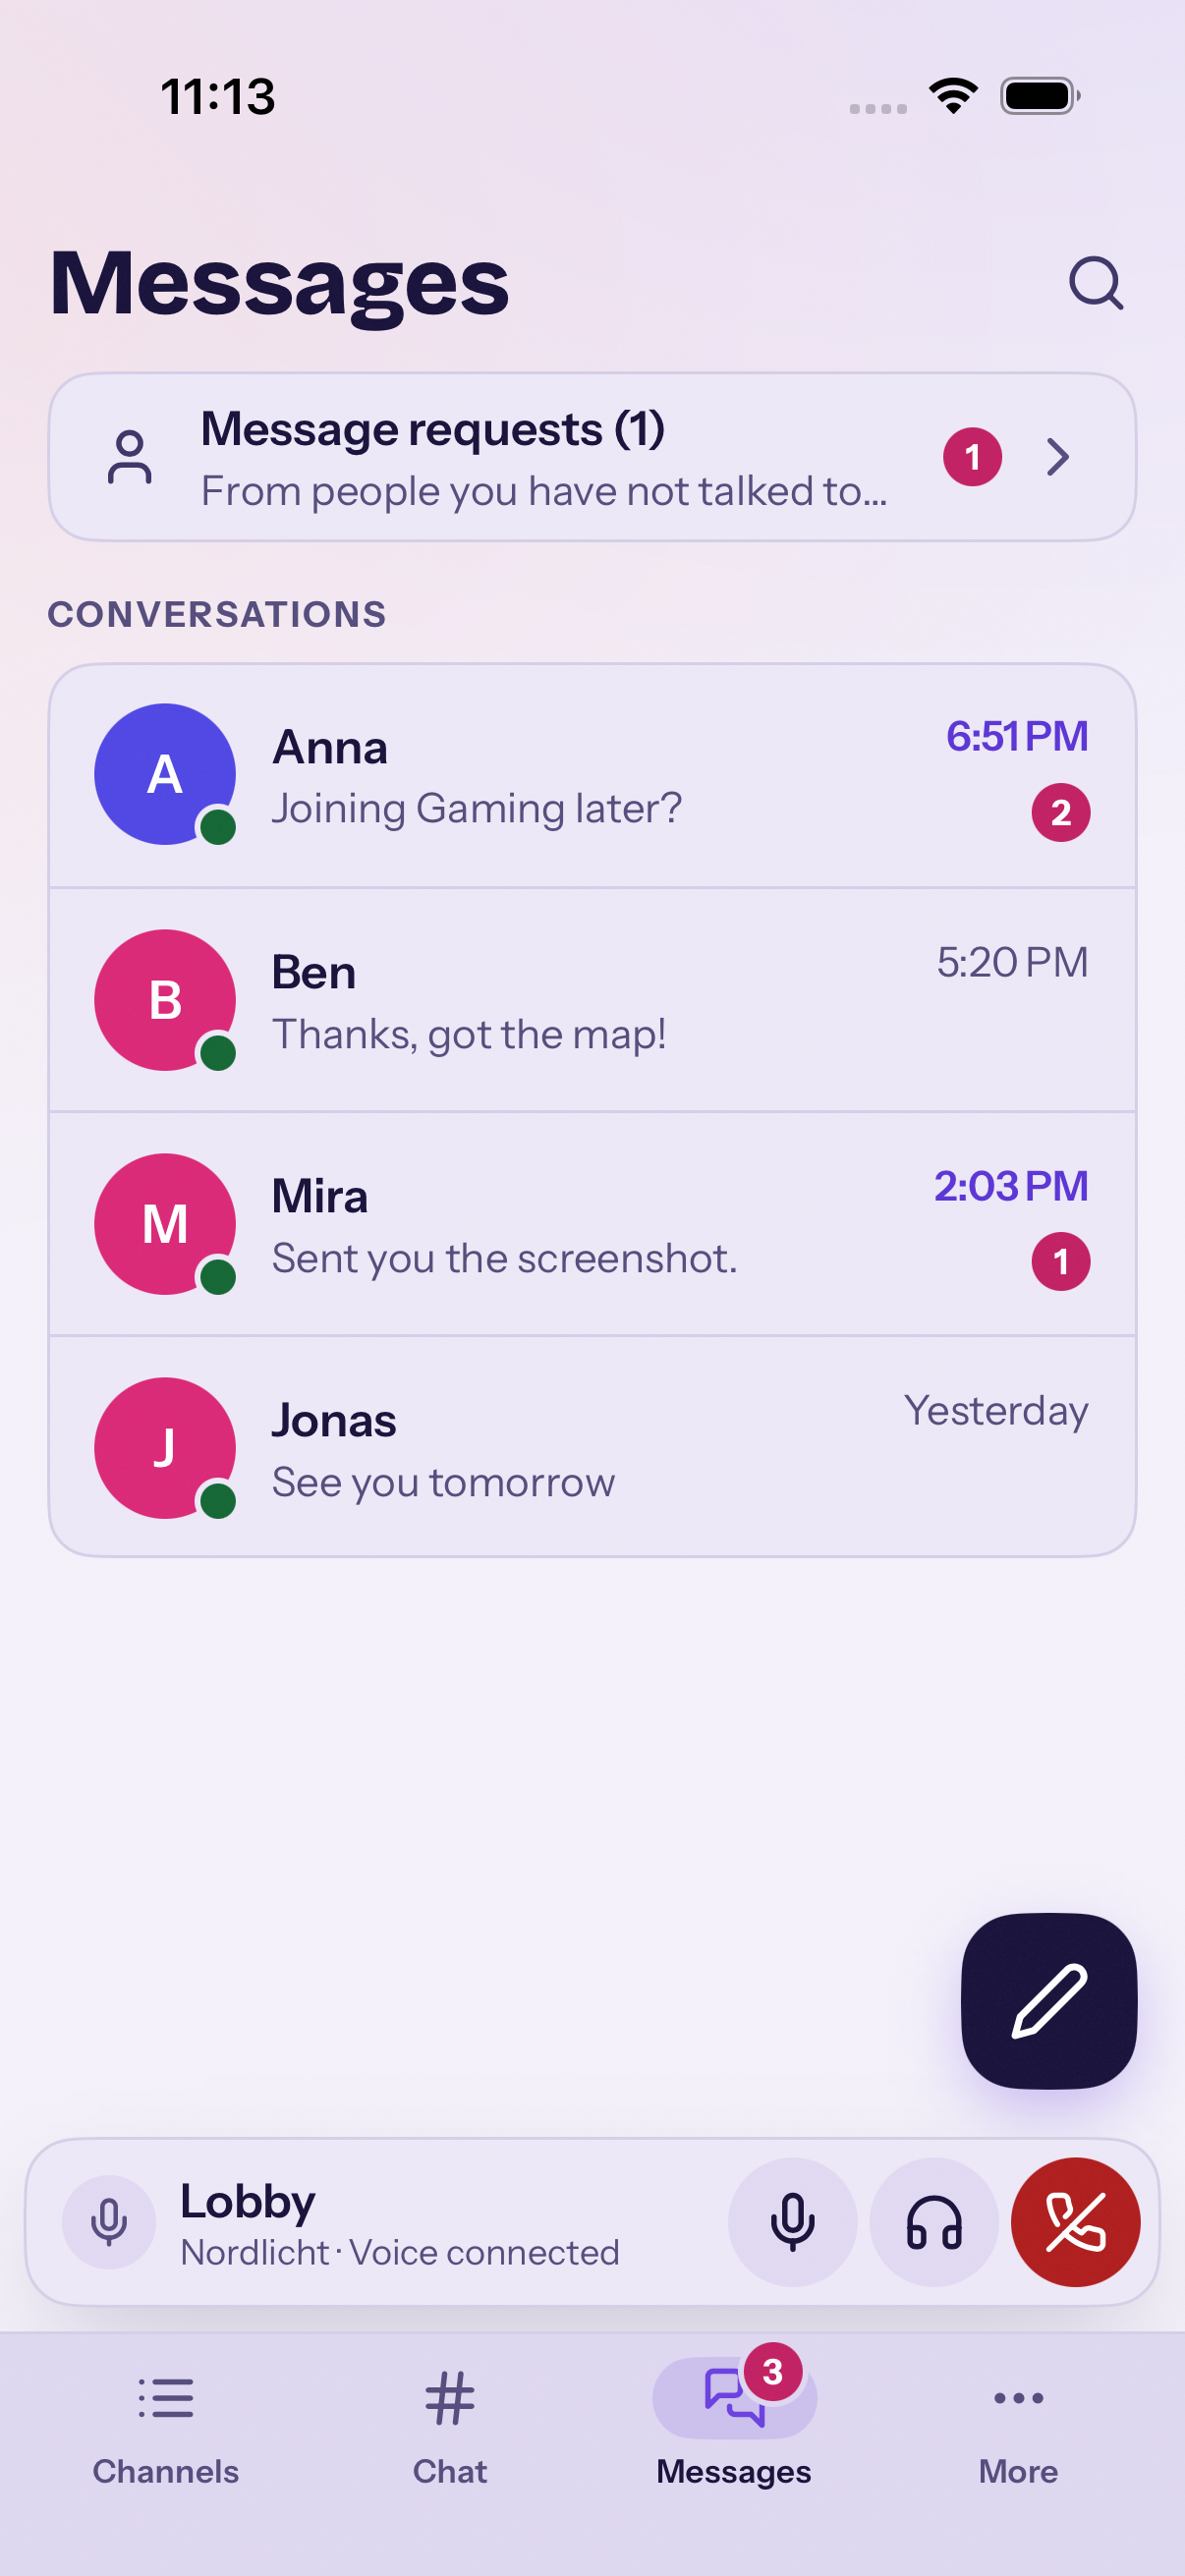 11:13
Messages
Message requests (1)
From people you have not talked to...
1
CONVERSATIONS
A
Anna
6:51 PM
Joining Gaming later?
2
B
Ben
5:20 PM
Thanks, got the map!
M
Mira
2:03 PM
Sent you the screenshot.
1
J
Jonas
Yesterday
See you tomorrow
Lobby
Nordlicht · Voice connected
3
Channels
Chat
Messages
More